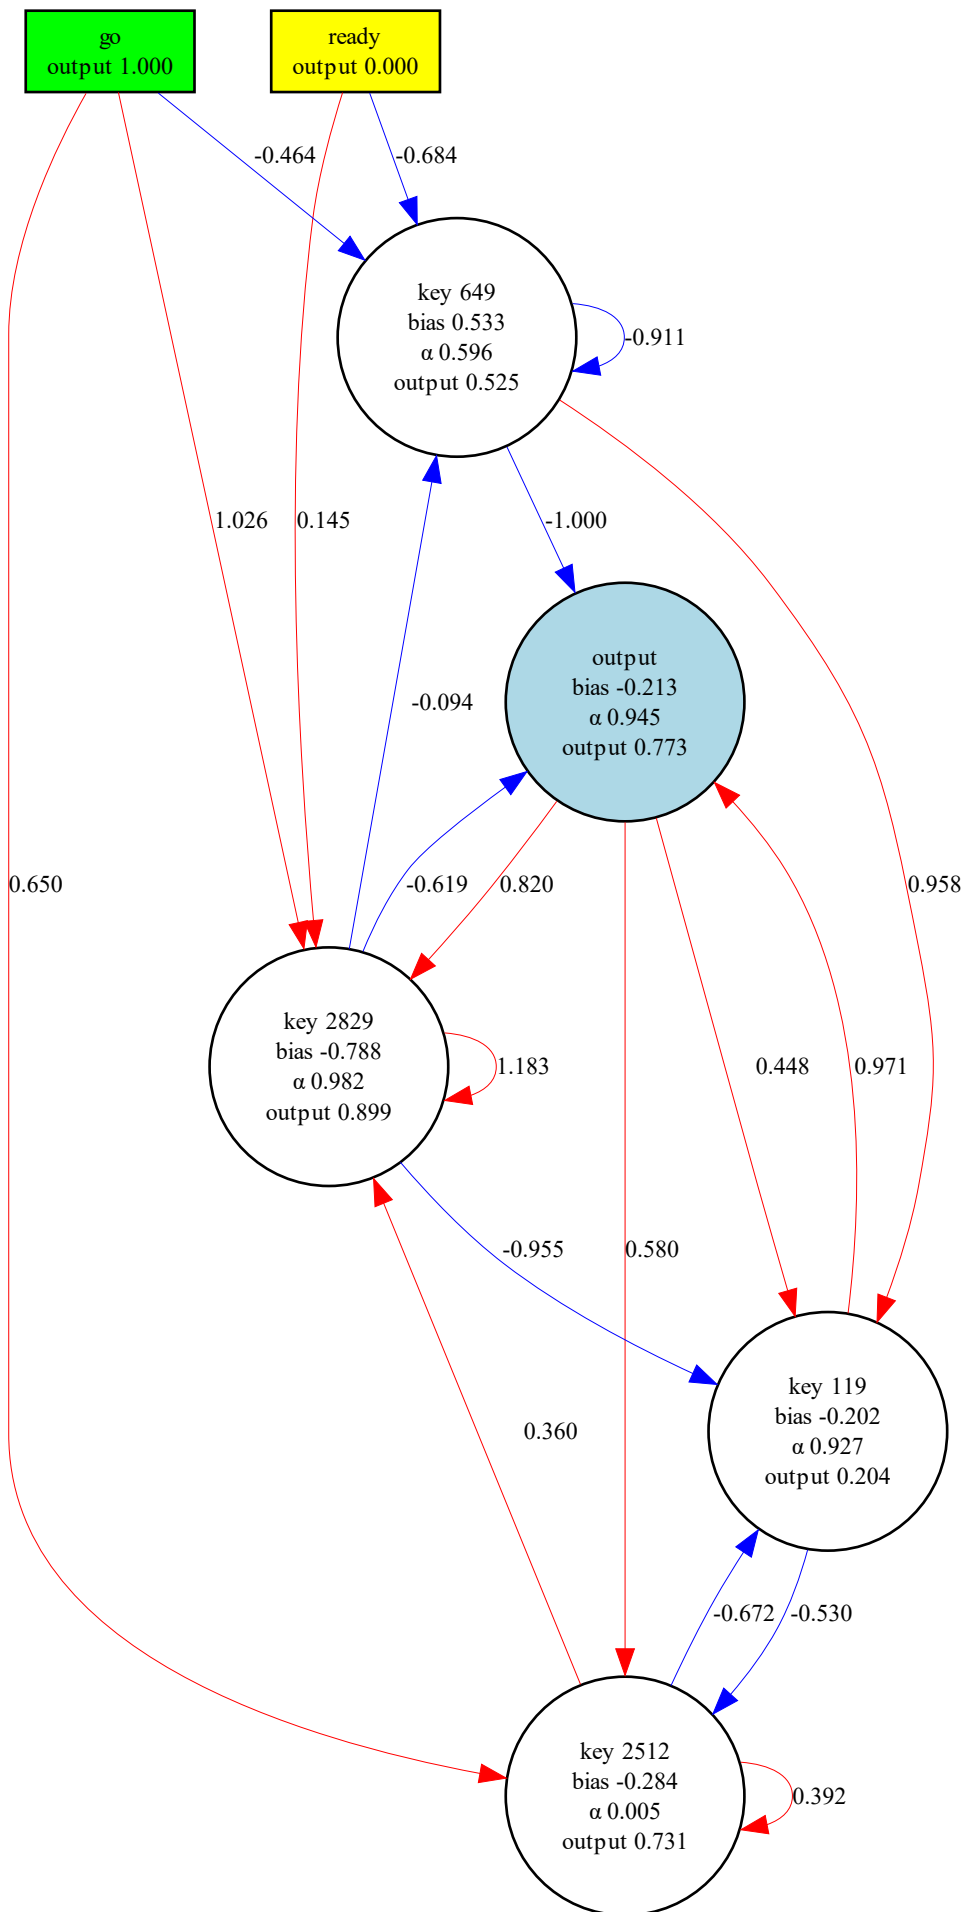 go
output 1.000
ready
output 0.000
-0.464
-0.684
key 649
bias 0.533
α 0.596
output 0.525
-0.911
1.026
0.145
-1.000
output
bias -0.213
α 0.945
output 0.773
-0.094
0.650
-0.619
0.820
0.958
key 2829
bias -0.788
α 0.982
output 0.899
1.183
0.448
0.971
-0.955
0.580
key 119
bias -0.202
α 0.927
output 0.204
0.360
-0.672
-0.530
key 2512
bias -0.284
α 0.005
output 0.731
0.392